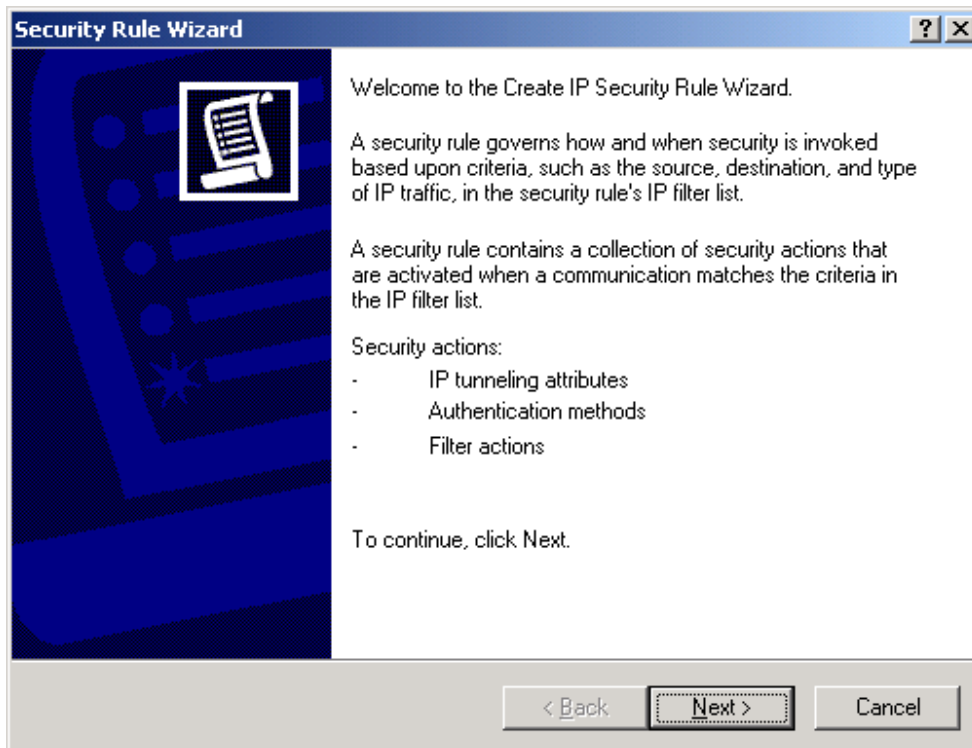 Security Rule Wizard
Welcome to the Create IP Security Rule Wizard.
A security rule governs how and when security is invoked
based upon criteria, such as the source, destination, and type
of IP traffic, in the security rule's IP filter list.
A security rule contains a collection of security actions that
are activated when a communication matches the criteria in
the IP filter list.
Security actions:
- IP tunneling attributes
- Authentication methods
- Filter actions
To continue, click Next.
< Back
Next >
Cancel